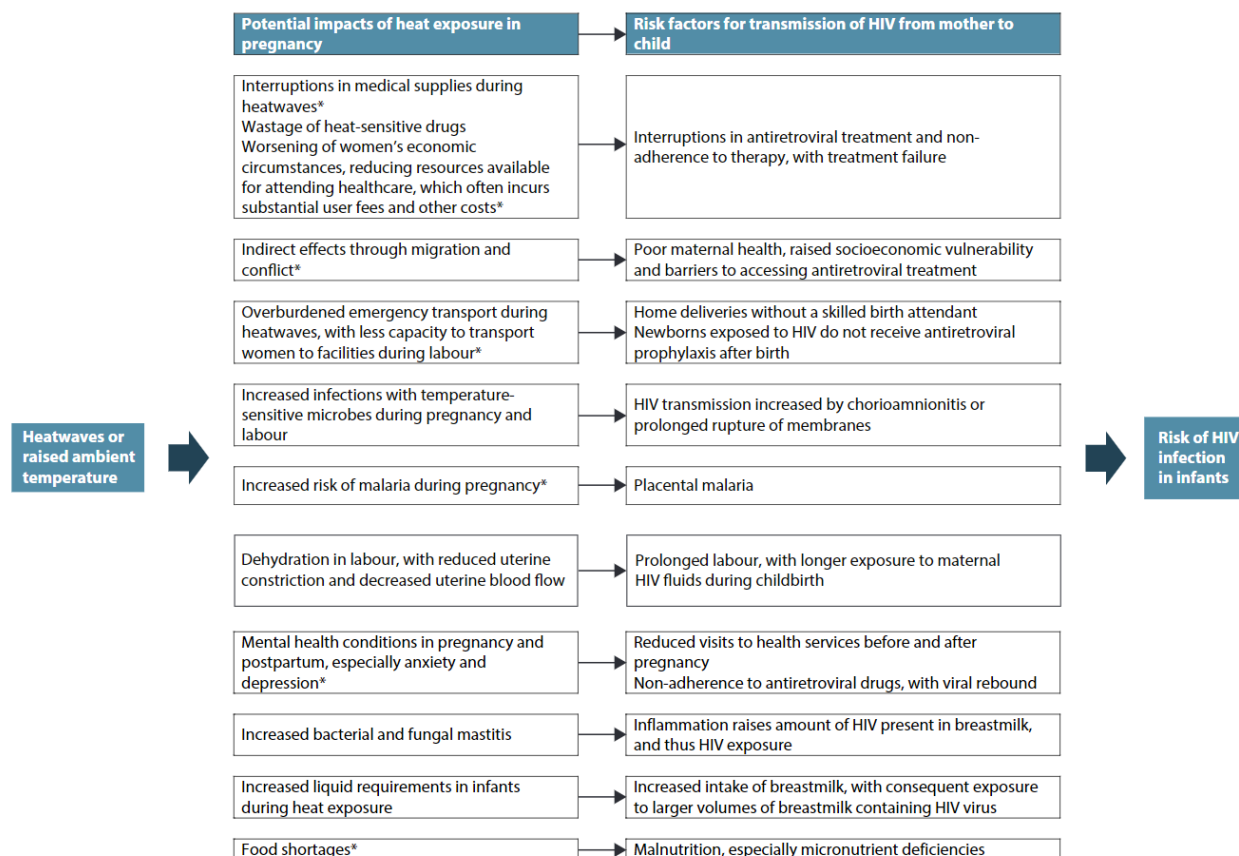 Potential impacts of heat exposure in
pregnancy
Risk factors for transmission of HIV from mother to
child
Interruptions in medical supplies during
heatwaves*
Wastage of heat-sensitive drugs
Worsening of women's economic
circumstances, reducing resources available
for attending healthcare, which often incurs
substantial user fees and other costs*
Interruptions in antiretroviral treatment and non-
adherence to therapy, with treatment failure
Indirect effects through migration and
conflict*
Poor maternal health, raised socioeconomic vulnerability
and barriers to accessing antiretroviral treatment
Overburdened emergency transport during
heatwaves, with less capacity to transport
women to facilities during labour*
Home deliveries without a skilled birth attendant
Newborns exposed to HIV do not receive antiretroviral
prophylaxis after birth
Increased infections with temperature-
sensitive microbes during pregnancy and
labour
HIV transmission increased by chorioamnionitis or
prolonged rupture of membranes
Heatwaves or
raised ambient
temperature
Risk of HIV
infection
in infants
Increased risk of malaria during pregnancy*
Placental malaria
Dehydration in labour, with reduced uterine
constriction and decreased uterine blood flow
Prolonged labour, with longer exposure to maternal
HIV fluids during childbirth
Mental health conditions in pregnancy and
postpartum, especially anxiety and
depression*
Reduced visits to health services before and after
pregnancy
Non-adherence to antiretroviral drugs, with viral rebound
Increased bacterial and fungal mastitis
Inflammation raises amount of HIV present in breastmilk,
and thus HIV exposure
Increased liquid requirements in infants
during heat exposure
Increased intake of breastmilk, with consequent exposure
to larger volumes of breastmilk containing HIV virus
Food shortages*
Malnutrition, especially micronutrient deficiencies